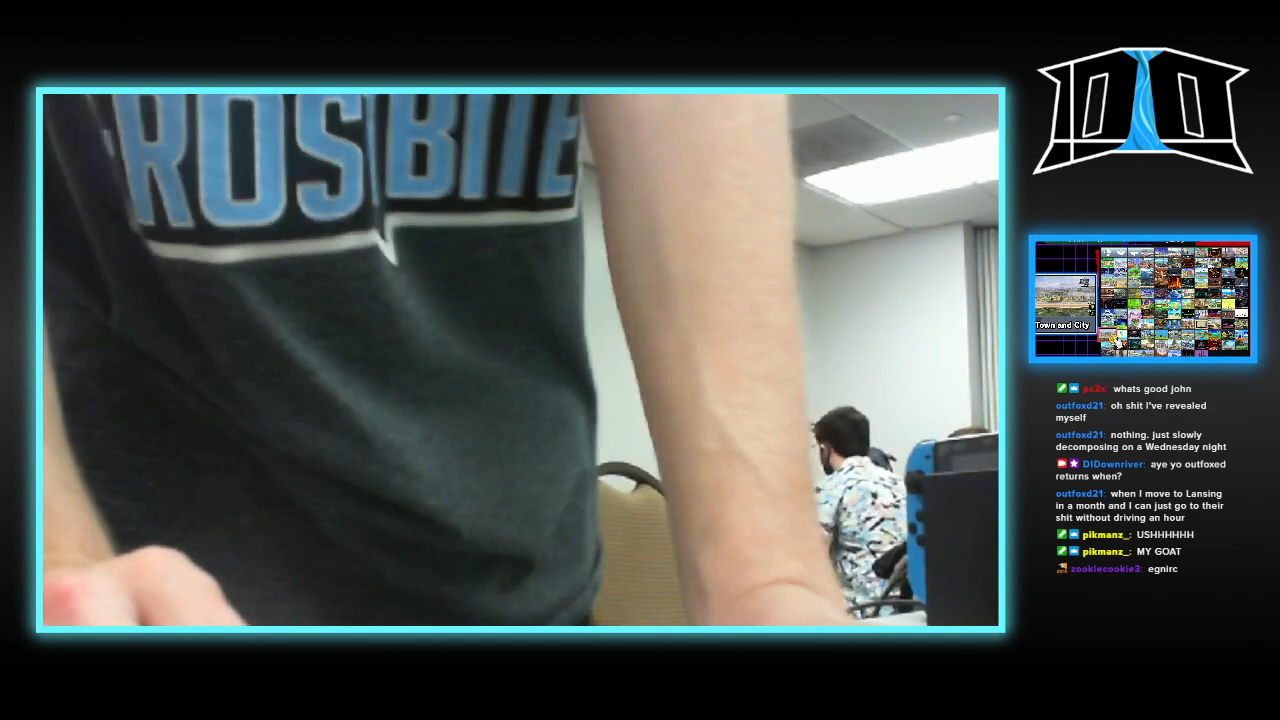 ROSBITE
Town and City
pc3x whats good john
outfoxd21: oh shit I've revealed
myself
outfoxd21: nothing. just slowly
decomposing on a Wednesday night
DIDownriver: aye yo outfoxed
returns when?
outfoxd21: when I move to Lansing
in a month and I can just go to their
shit without driving an hour
pikmanz_: USHHHHHH
pikmanz_: MY GOAT
zookiecookie3: egnirc